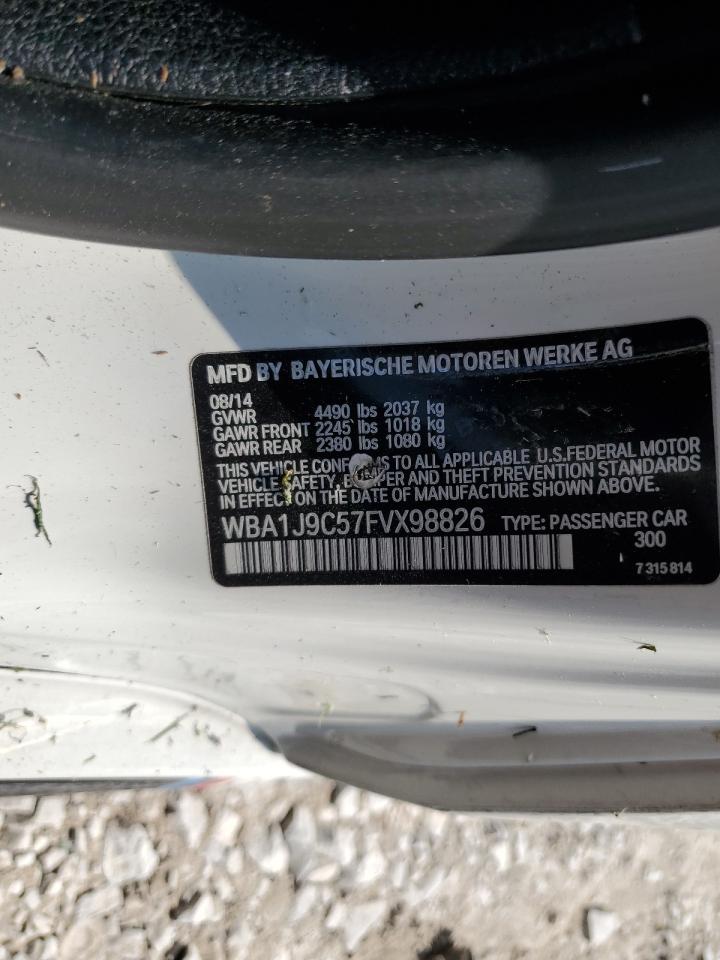 MFD BY BAYERISCHE MOTOREN WERKE AG
08/14
GVWR 4490 lbs 2037 kg
GAWR FRONT 2245 lbs 1018 kg
GAWR REAR 2380 lbs 1080 kg
THIS VEHICLE CONFORMS TO ALL APPLICABLE U.S.FEDERAL MOTOR
VEHICLE SAFETY, BUMPER AND THEFT PREVENTION STANDARDS
IN EFFECT ON THE DATE OF MANUFACTURE SHOWN ABOVE.
WBA1J9C57FVX98826 TYPE: PASSENGER CAR
300
7 315 814